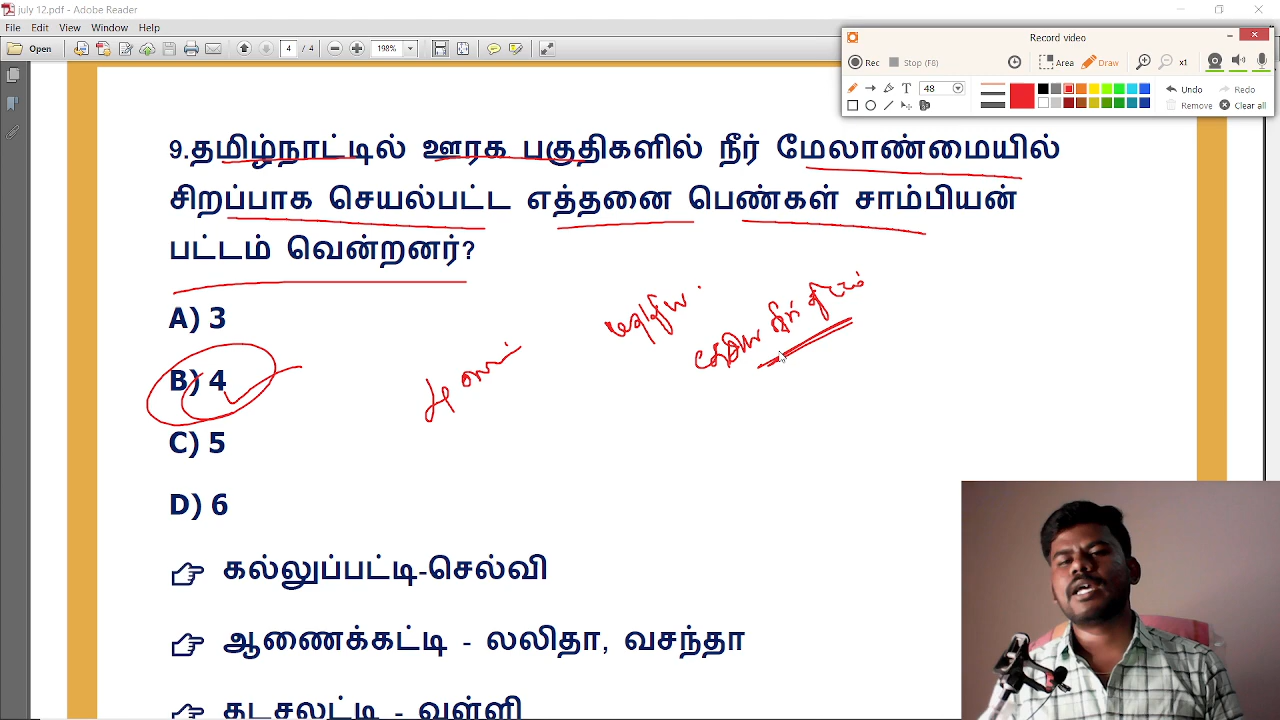 july 12.pdf - Adobe Reader
File Edit View Window Help
Open 4 / 4 198%
Record video
Rec Stop (F8) Area Draw x1
48 Undo Redo
Remove Clear all
9.தமிழ்நாட்டில் ஊரக பகுதிகளில் நீர் மேலாண்மையில்
சிறப்பாக செயல்பட்ட எத்தனை பெண்கள் சாம்பியன்
பட்டம் வென்றனர்?
A) 3
B) 4
C) 5
D) 6
கல்லுப்பட்டி-செல்வி
ஆணைக்கட்டி - லலிதா, வசந்தா
கடசலட்டி - வள்ளி